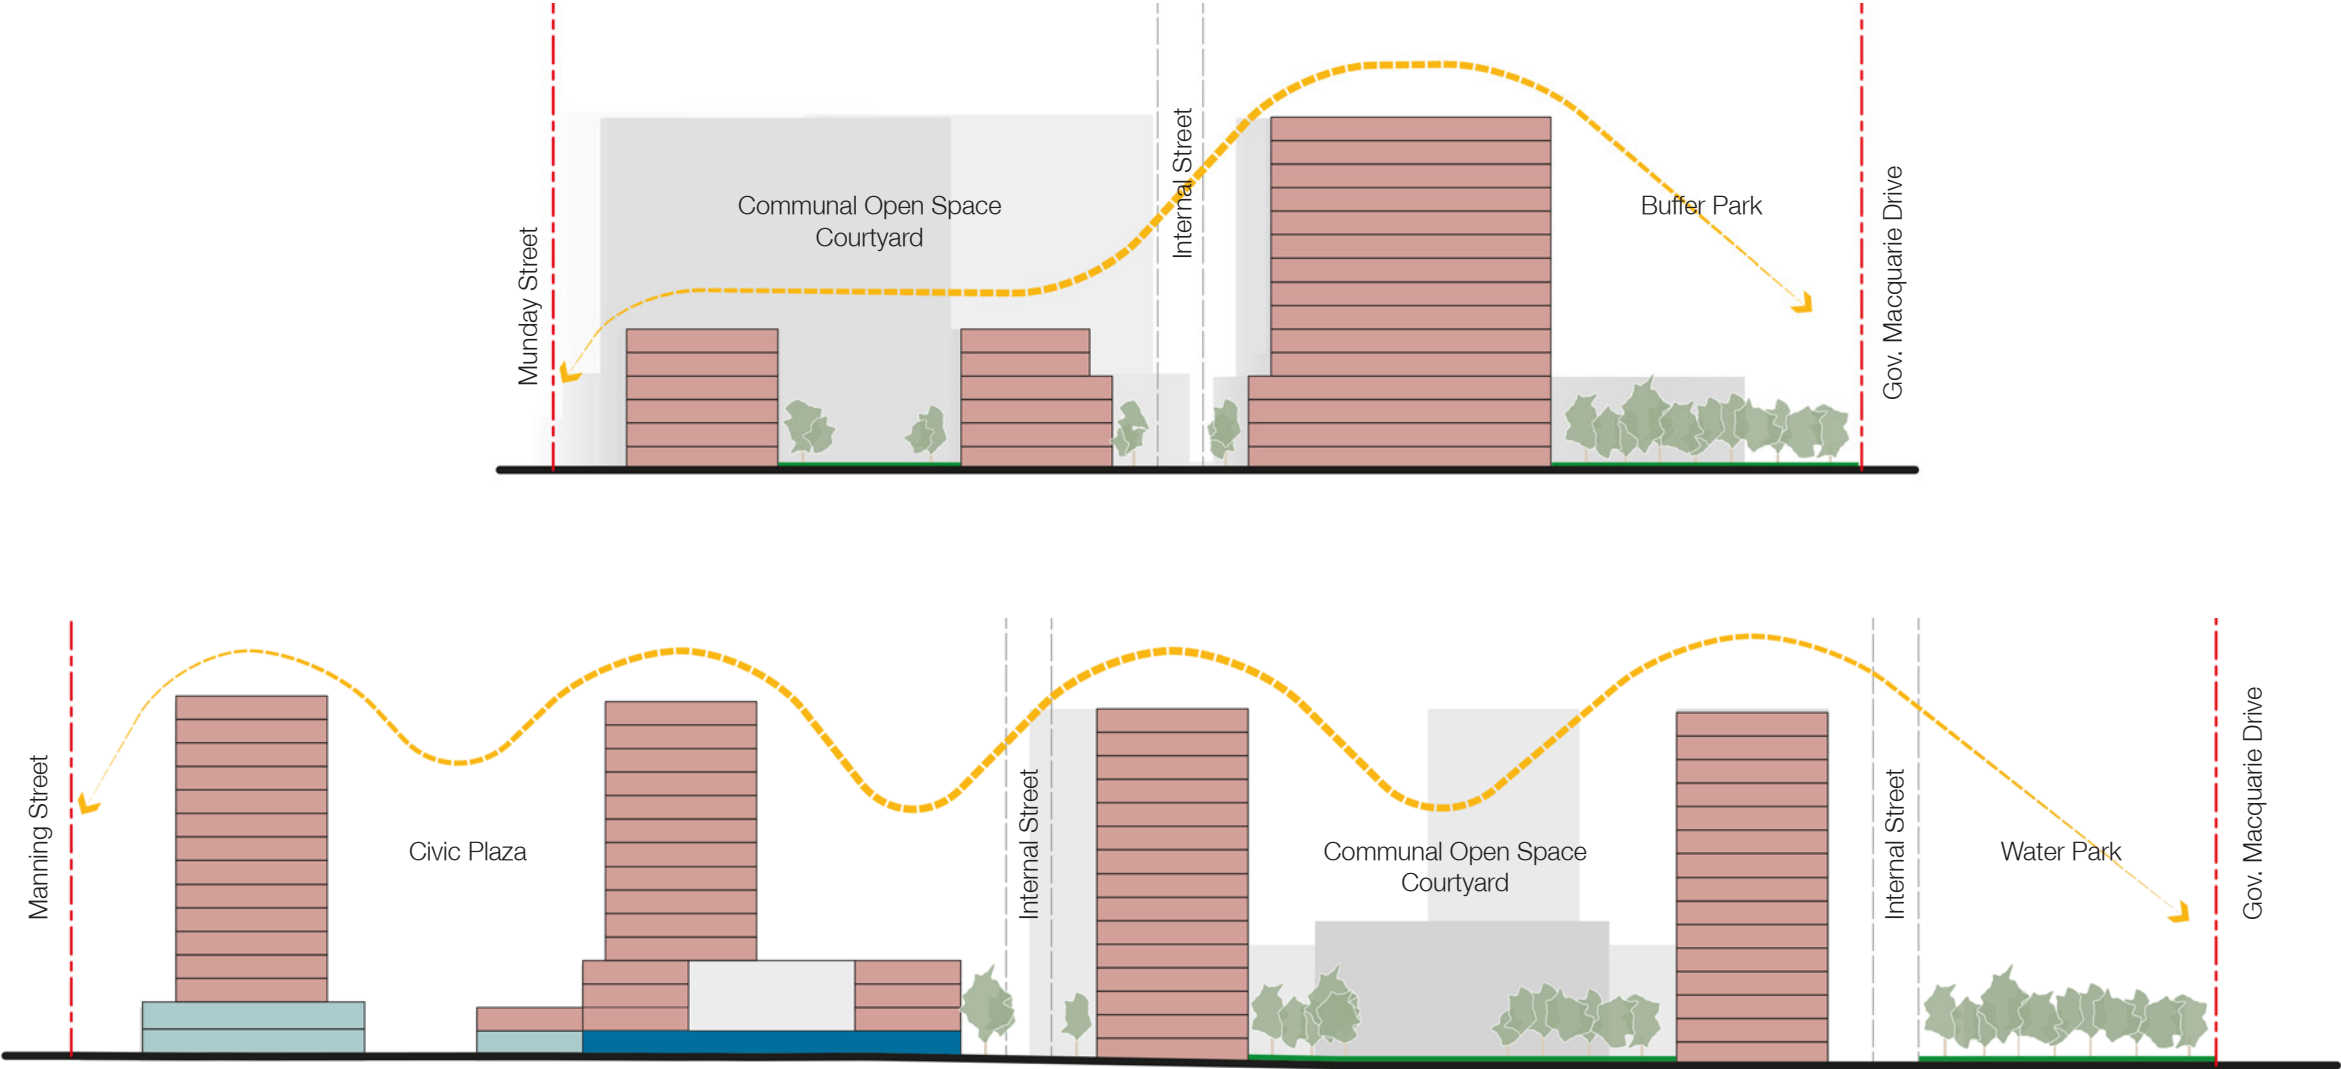 Munday Street
Communal Open Space
Courtyard
Internal Street
Buffer Park
Gov. Macquarie Drive
Manning Street
Civic Plaza
Internal Street
Communal Open Space
Courtyard
Internal Street
Water Park
Gov. Macquarie Drive